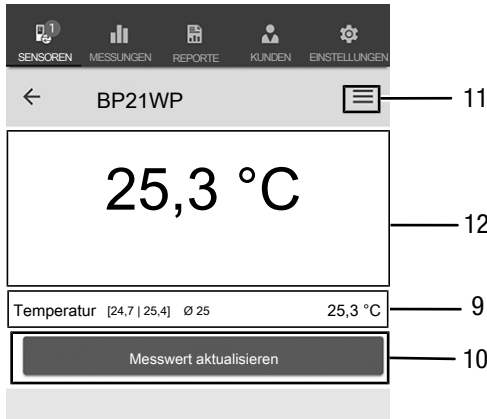 1
SENSOREN MESSUNGEN REPORTE KUNDEN EINSTELLUNGEN
BP21WP 11
25,3 °C
12
Temperatur [24,7 | 25,4] Ø 25 25,3 °C 9
Messwert aktualisieren 10